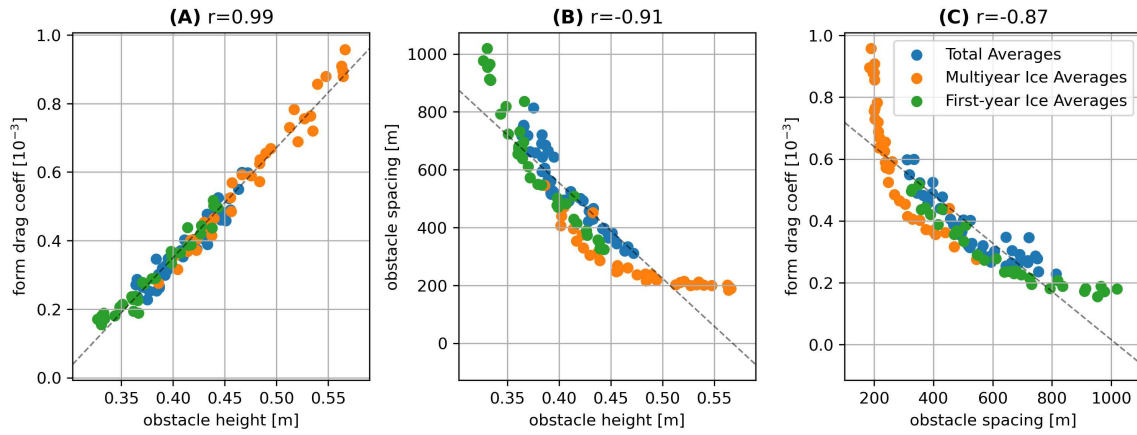 (A) r=0.99
form drag coeff [10⁻³]
1.0
0.8
0.6
0.4
0.2
0.0
0.35 0.40 0.45 0.50 0.55
obstacle height [m]
(B) r=-0.91
obstacle spacing [m]
1000
800
600
400
200
0
0.35 0.40 0.45 0.50 0.55
obstacle height [m]
(C) r=-0.87
form drag coeff [10⁻³]
1.0
0.8
0.6
0.4
0.2
0.0
Total Averages
Multiyear Ice Averages
First-year Ice Averages
200 400 600 800 1000
obstacle spacing [m]